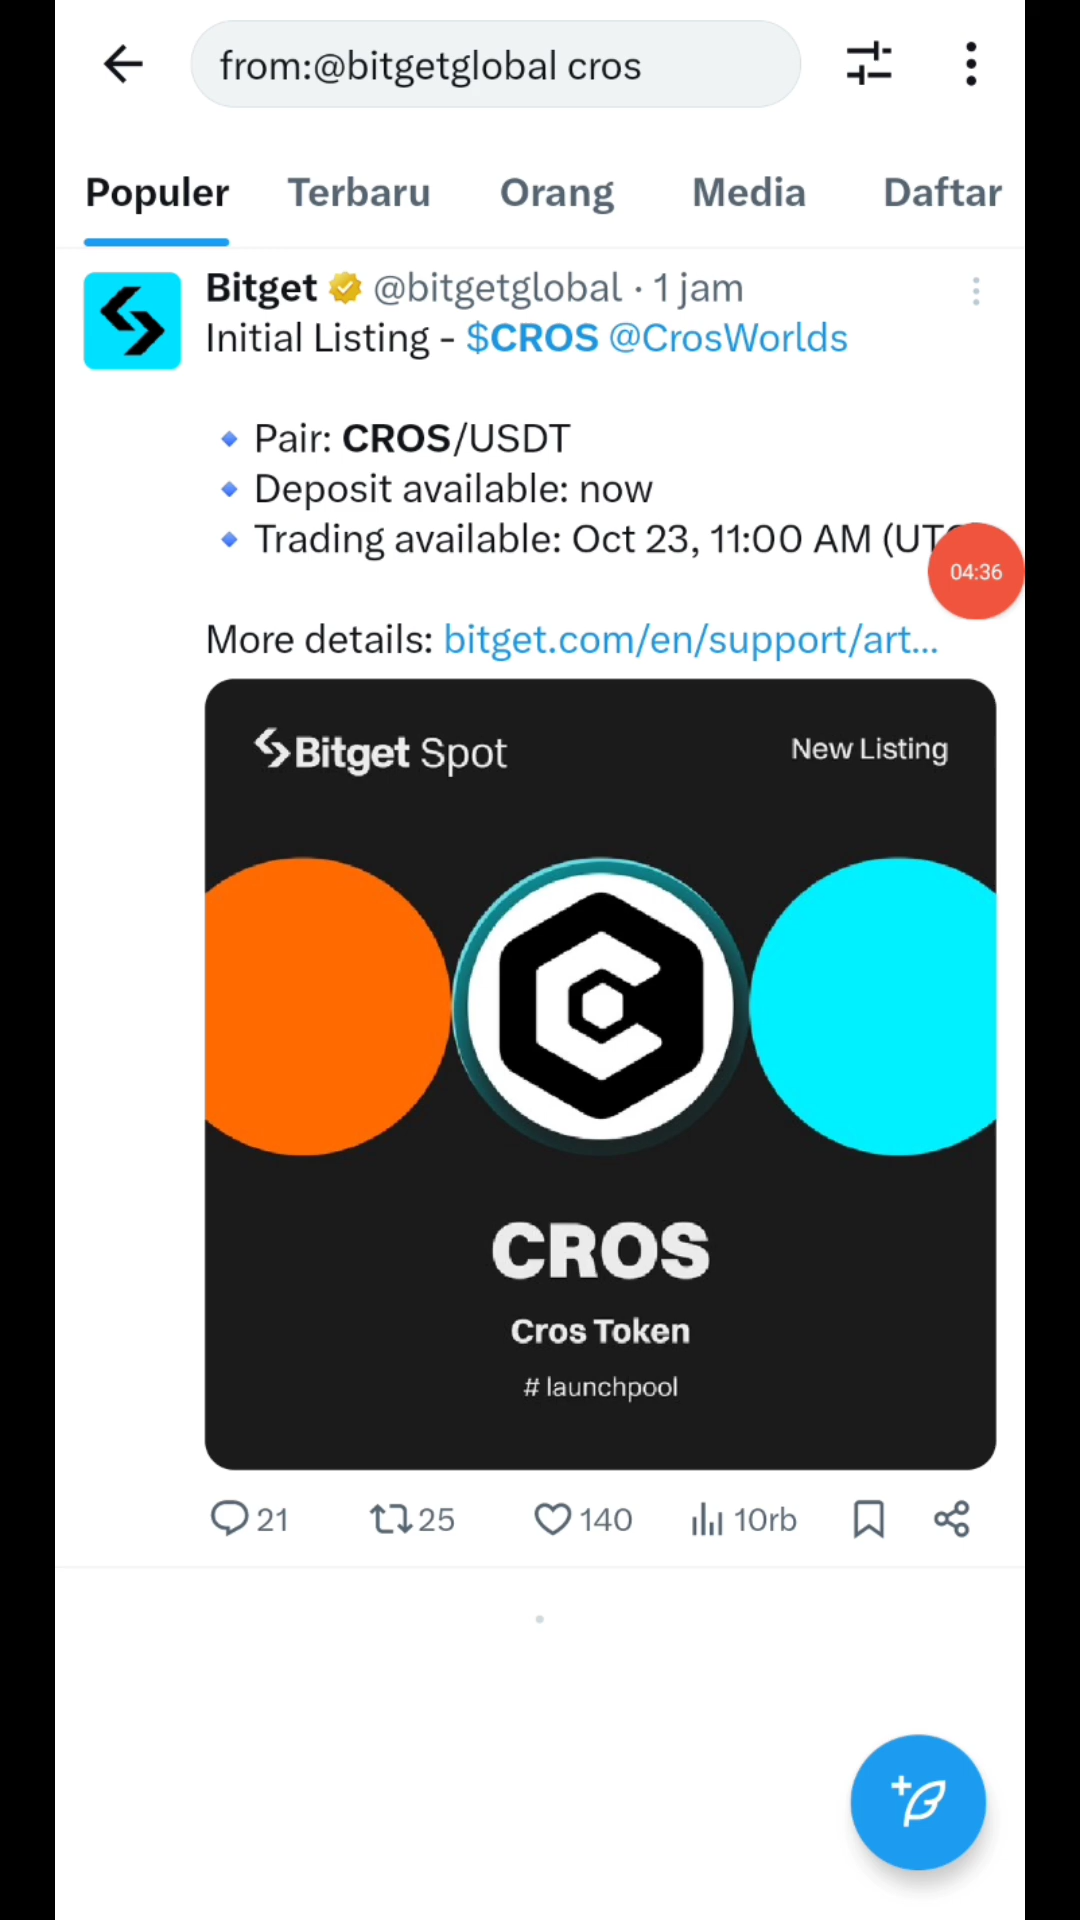 from:@bitgetglobal cros
Populer Terbaru Orang Media Daftar
Bitget @bitgetglobal · 1 jam
Initial Listing - $CROS @CrosWorlds
Pair: CROS/USDT
Deposit available: now
Trading available: Oct 23, 11:00 AM
04:36
More details: bitget.com/en/support/art...
Bitget Spot
New Listing
CROS
Cros Token
# launchpool
21 25 140 10rb